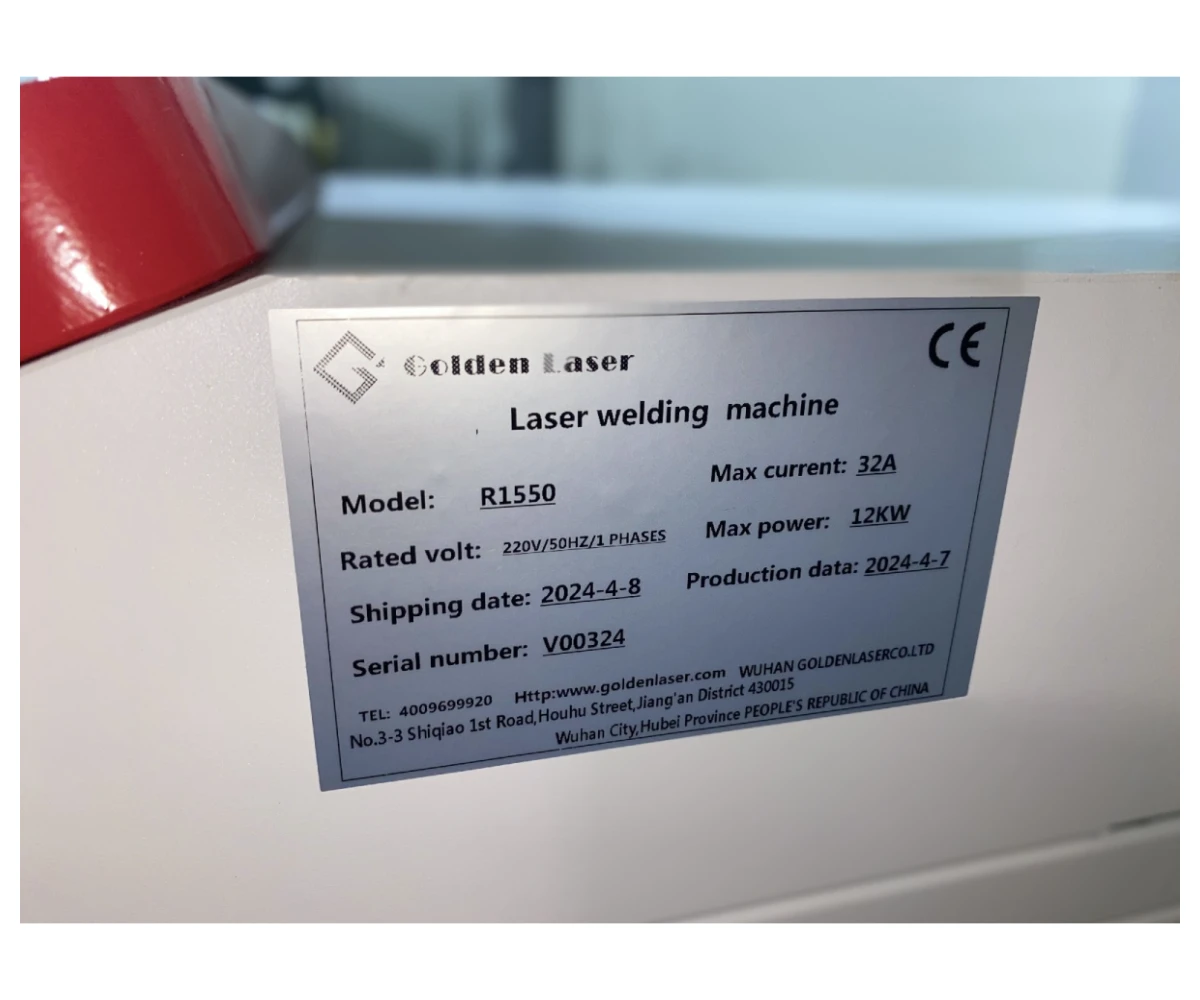 Golden Laser
CE
Laser welding machine
Model: R1550
Max current: 32A
Rated volt: 220V/50HZ/1 PHASES
Max power: 12KW
Shipping date: 2024-4-8
Production data: 2024-4-7
Serial number: V00324
TEL: 4009699920 Http:www.goldenlaser.com WUHAN GOLDENLASERCO.LTD
No.3-3 Shiqiao 1st Road,Houhu Street,Jiang'an District 430015
Wuhan City,Hubei Province PEOPLE'S REPUBLIC OF CHINA